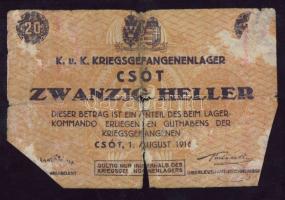 20
K. u. K. KRIEGSGEFANGENENLAGER
CSÓT
ZWANZIG HELLER
DIESER BETRAG IST EIN ANTEIL DES BEIM LAGER-
KOMMANDO ERLIEGENDEN GUTHABENS DER
KRIEGSGEFANGENEN
CSÓT, 1. AUGUST 1916
GÜLTIG NUR INNERHALB DES
KRIEGSGEFANGENENLAGERS